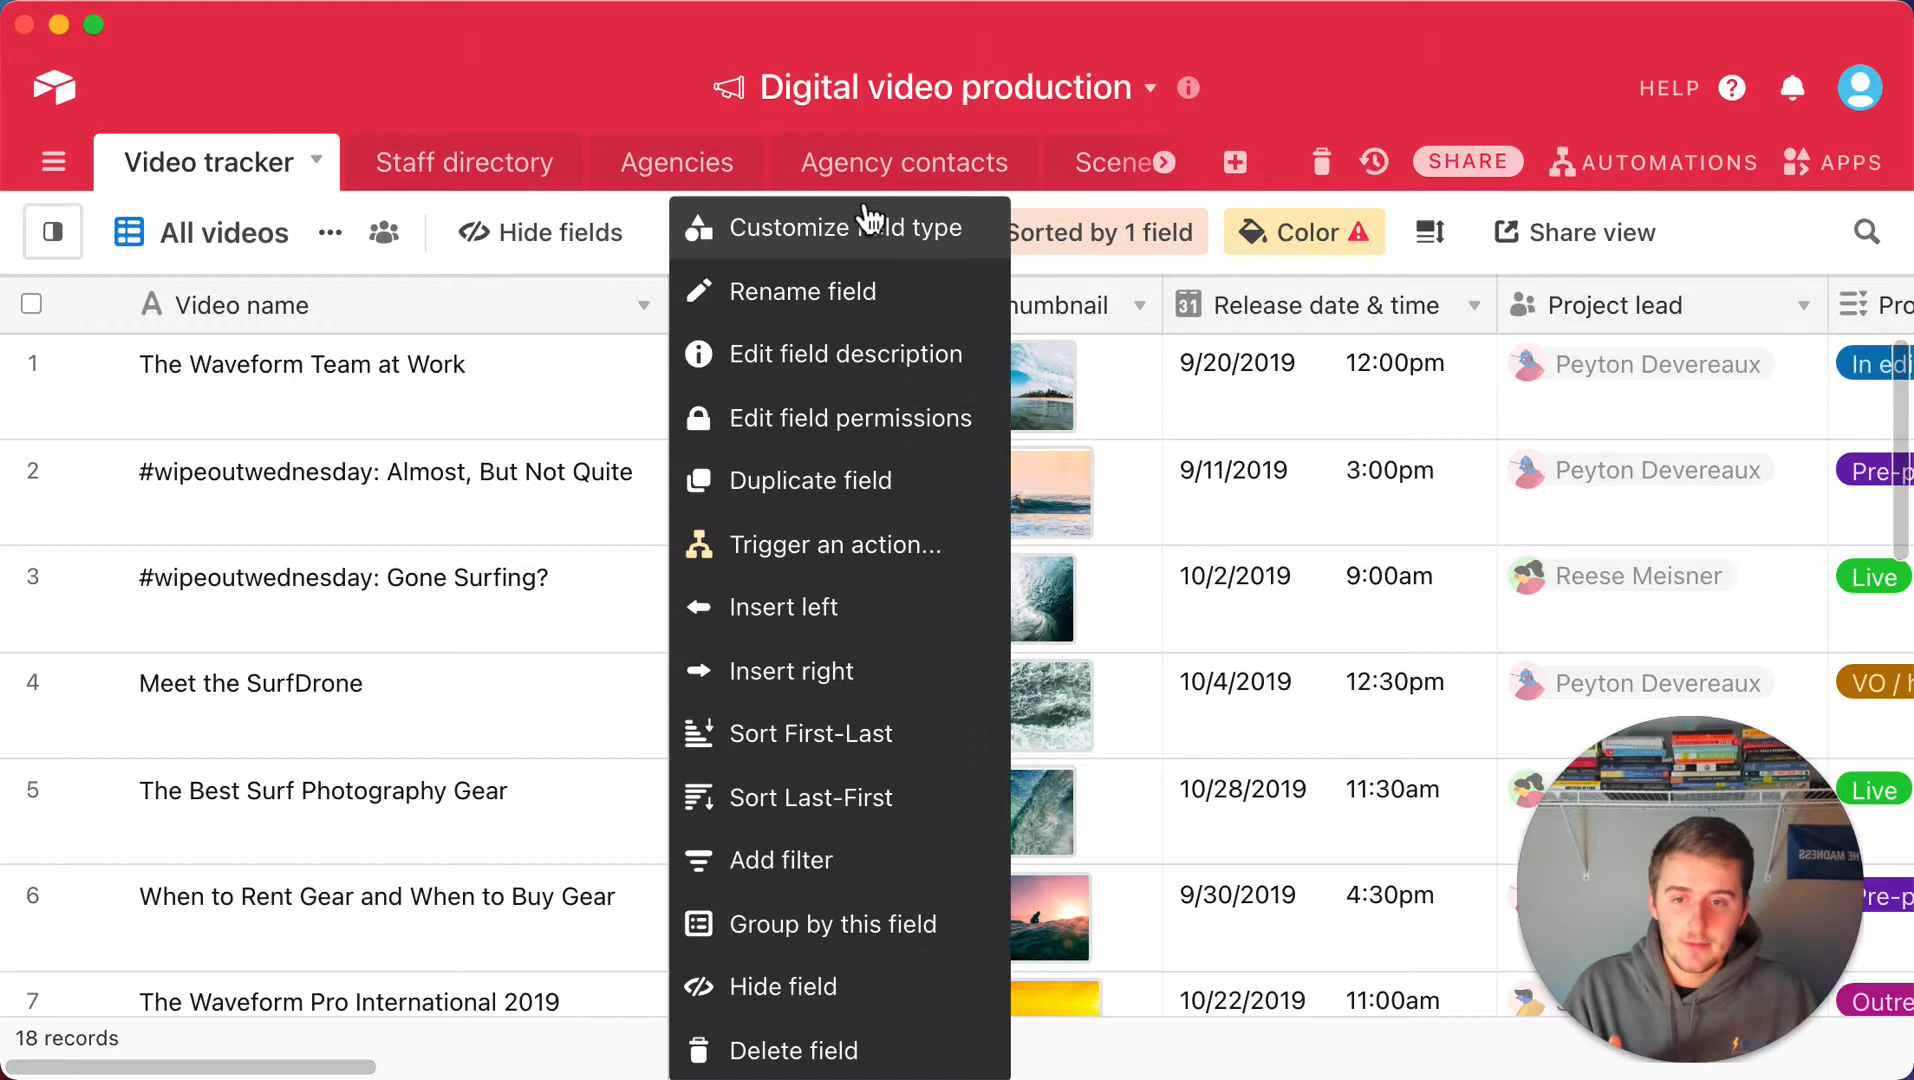 Digital video production
HELP
Video tracker
Staff directory
Agencies
Agency contacts
Scene
SHARE
AUTOMATIONS
APPS
All videos
Hide fields
Sorted by 1 field
Color
Share view
Customize field type
Rename field
Edit field description
Edit field permissions
Duplicate field
Trigger an action...
Insert left
Insert right
Sort First-Last
Sort Last-First
Add filter
Group by this field
Hide field
Delete field
Video name
humbnail
31 Release date & time
Project lead
Pro
1 The Waveform Team at Work 9/20/2019 12:00pm Peyton Devereaux In edi
2 #wipeoutwednesday: Almost, But Not Quite 9/11/2019 3:00pm Peyton Devereaux Pre-p
3 #wipeoutwednesday: Gone Surfing? 10/2/2019 9:00am Reese Meisner Live
4 Meet the SurfDrone 10/4/2019 12:30pm Peyton Devereaux VO / h
5 The Best Surf Photography Gear 10/28/2019 11:30am Live
6 When to Rent Gear and When to Buy Gear 9/30/2019 4:30pm Pre-p
7 The Waveform Pro International 2019 10/22/2019 11:00am Outre
18 records